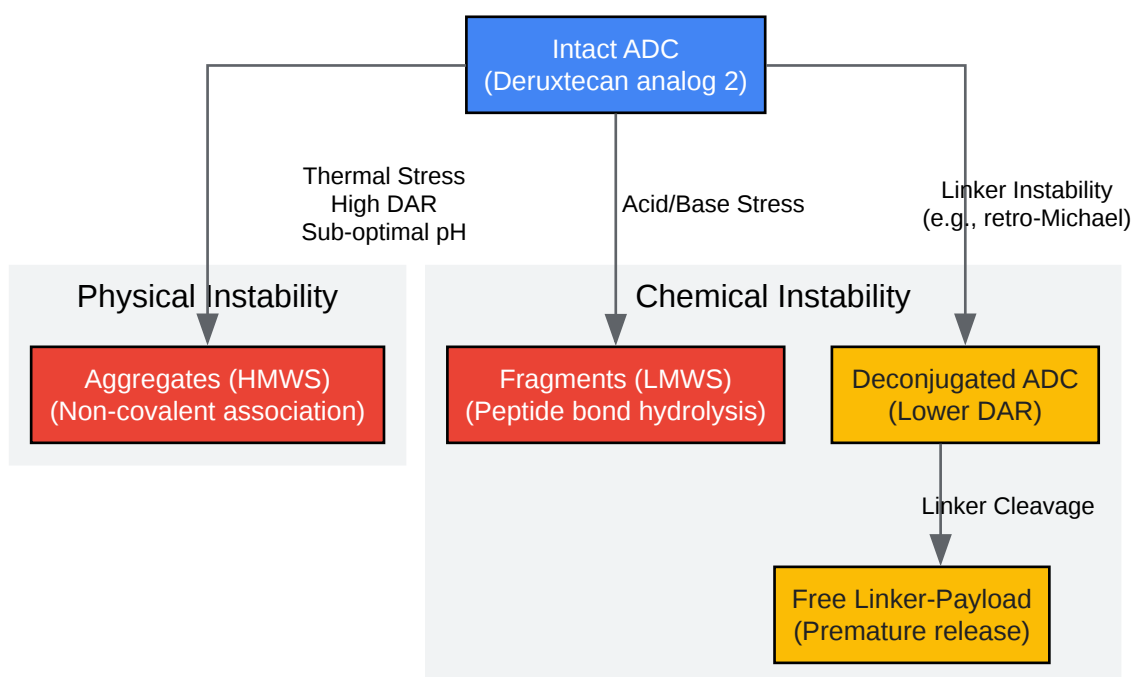 Intact ADC
(Deruxtecan analog 2)
Thermal Stress
High DAR
Sub-optimal pH
Acid/Base Stress
Linker Instability
(e.g., retro-Michael)
Physical Instability
Chemical Instability
Aggregates (HMWS)
(Non-covalent association)
Fragments (LMWS)
(Peptide bond hydrolysis)
Deconjugated ADC
(Lower DAR)
Linker Cleavage
Free Linker-Payload
(Premature release)